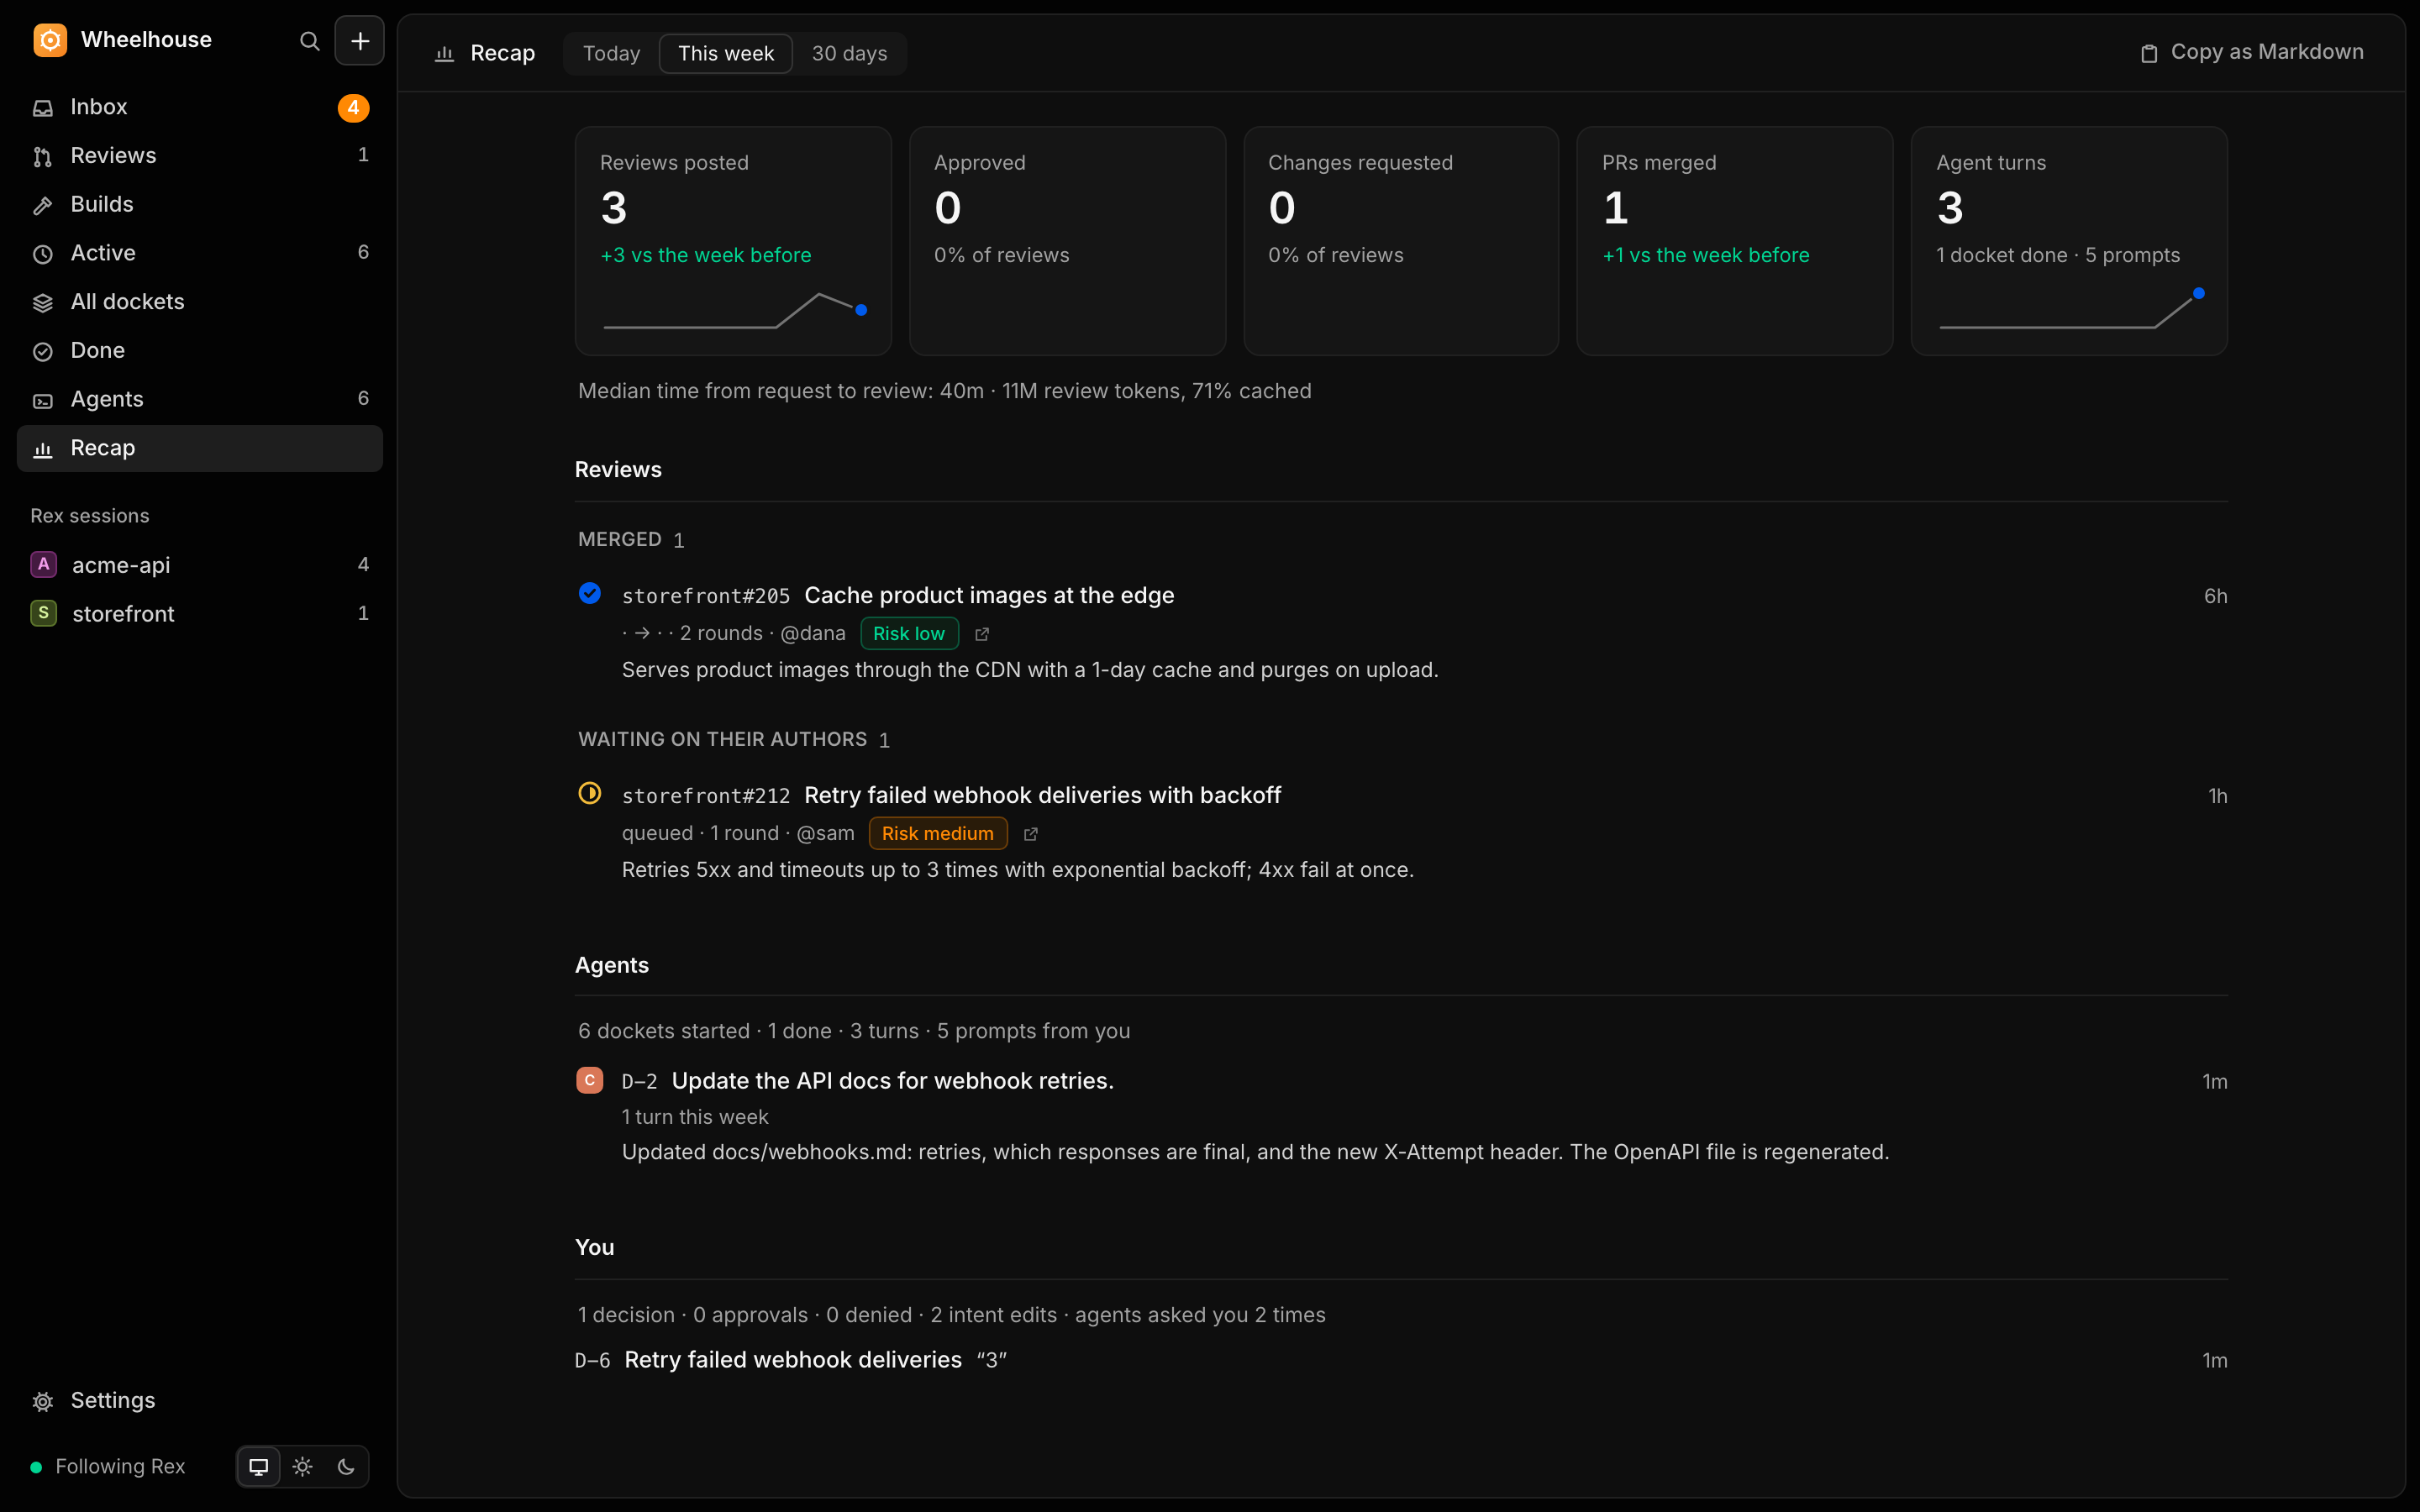 Wheelhouse
Inbox 4
Reviews 1
Builds
Active 6
All dockets
Done
Agents 6
Recap
Rex sessions
A acme-api 4
S storefront 1
Settings
Following Rex
Recap Today This week 30 days Copy as Markdown
Reviews posted
3
+3 vs the week before
Approved
0
0% of reviews
Changes requested
0
0% of reviews
PRs merged
1
+1 vs the week before
Agent turns
3
1 docket done · 5 prompts
Median time from request to review: 40m · 11M review tokens, 71% cached
Reviews
MERGED 1
storefront#205 Cache product images at the edge 6h
· → · · 2 rounds · @dana Risk low
Serves product images through the CDN with a 1-day cache and purges on upload.
WAITING ON THEIR AUTHORS 1
storefront#212 Retry failed webhook deliveries with backoff 1h
queued · 1 round · @sam Risk medium
Retries 5xx and timeouts up to 3 times with exponential backoff; 4xx fail at once.
Agents
6 dockets started · 1 done · 3 turns · 5 prompts from you
C D–2 Update the API docs for webhook retries. 1m
1 turn this week
Updated docs/webhooks.md: retries, which responses are final, and the new X-Attempt header. The OpenAPI file is regenerated.
You
1 decision · 0 approvals · 0 denied · 2 intent edits · agents asked you 2 times
D–6 Retry failed webhook deliveries “3” 1m